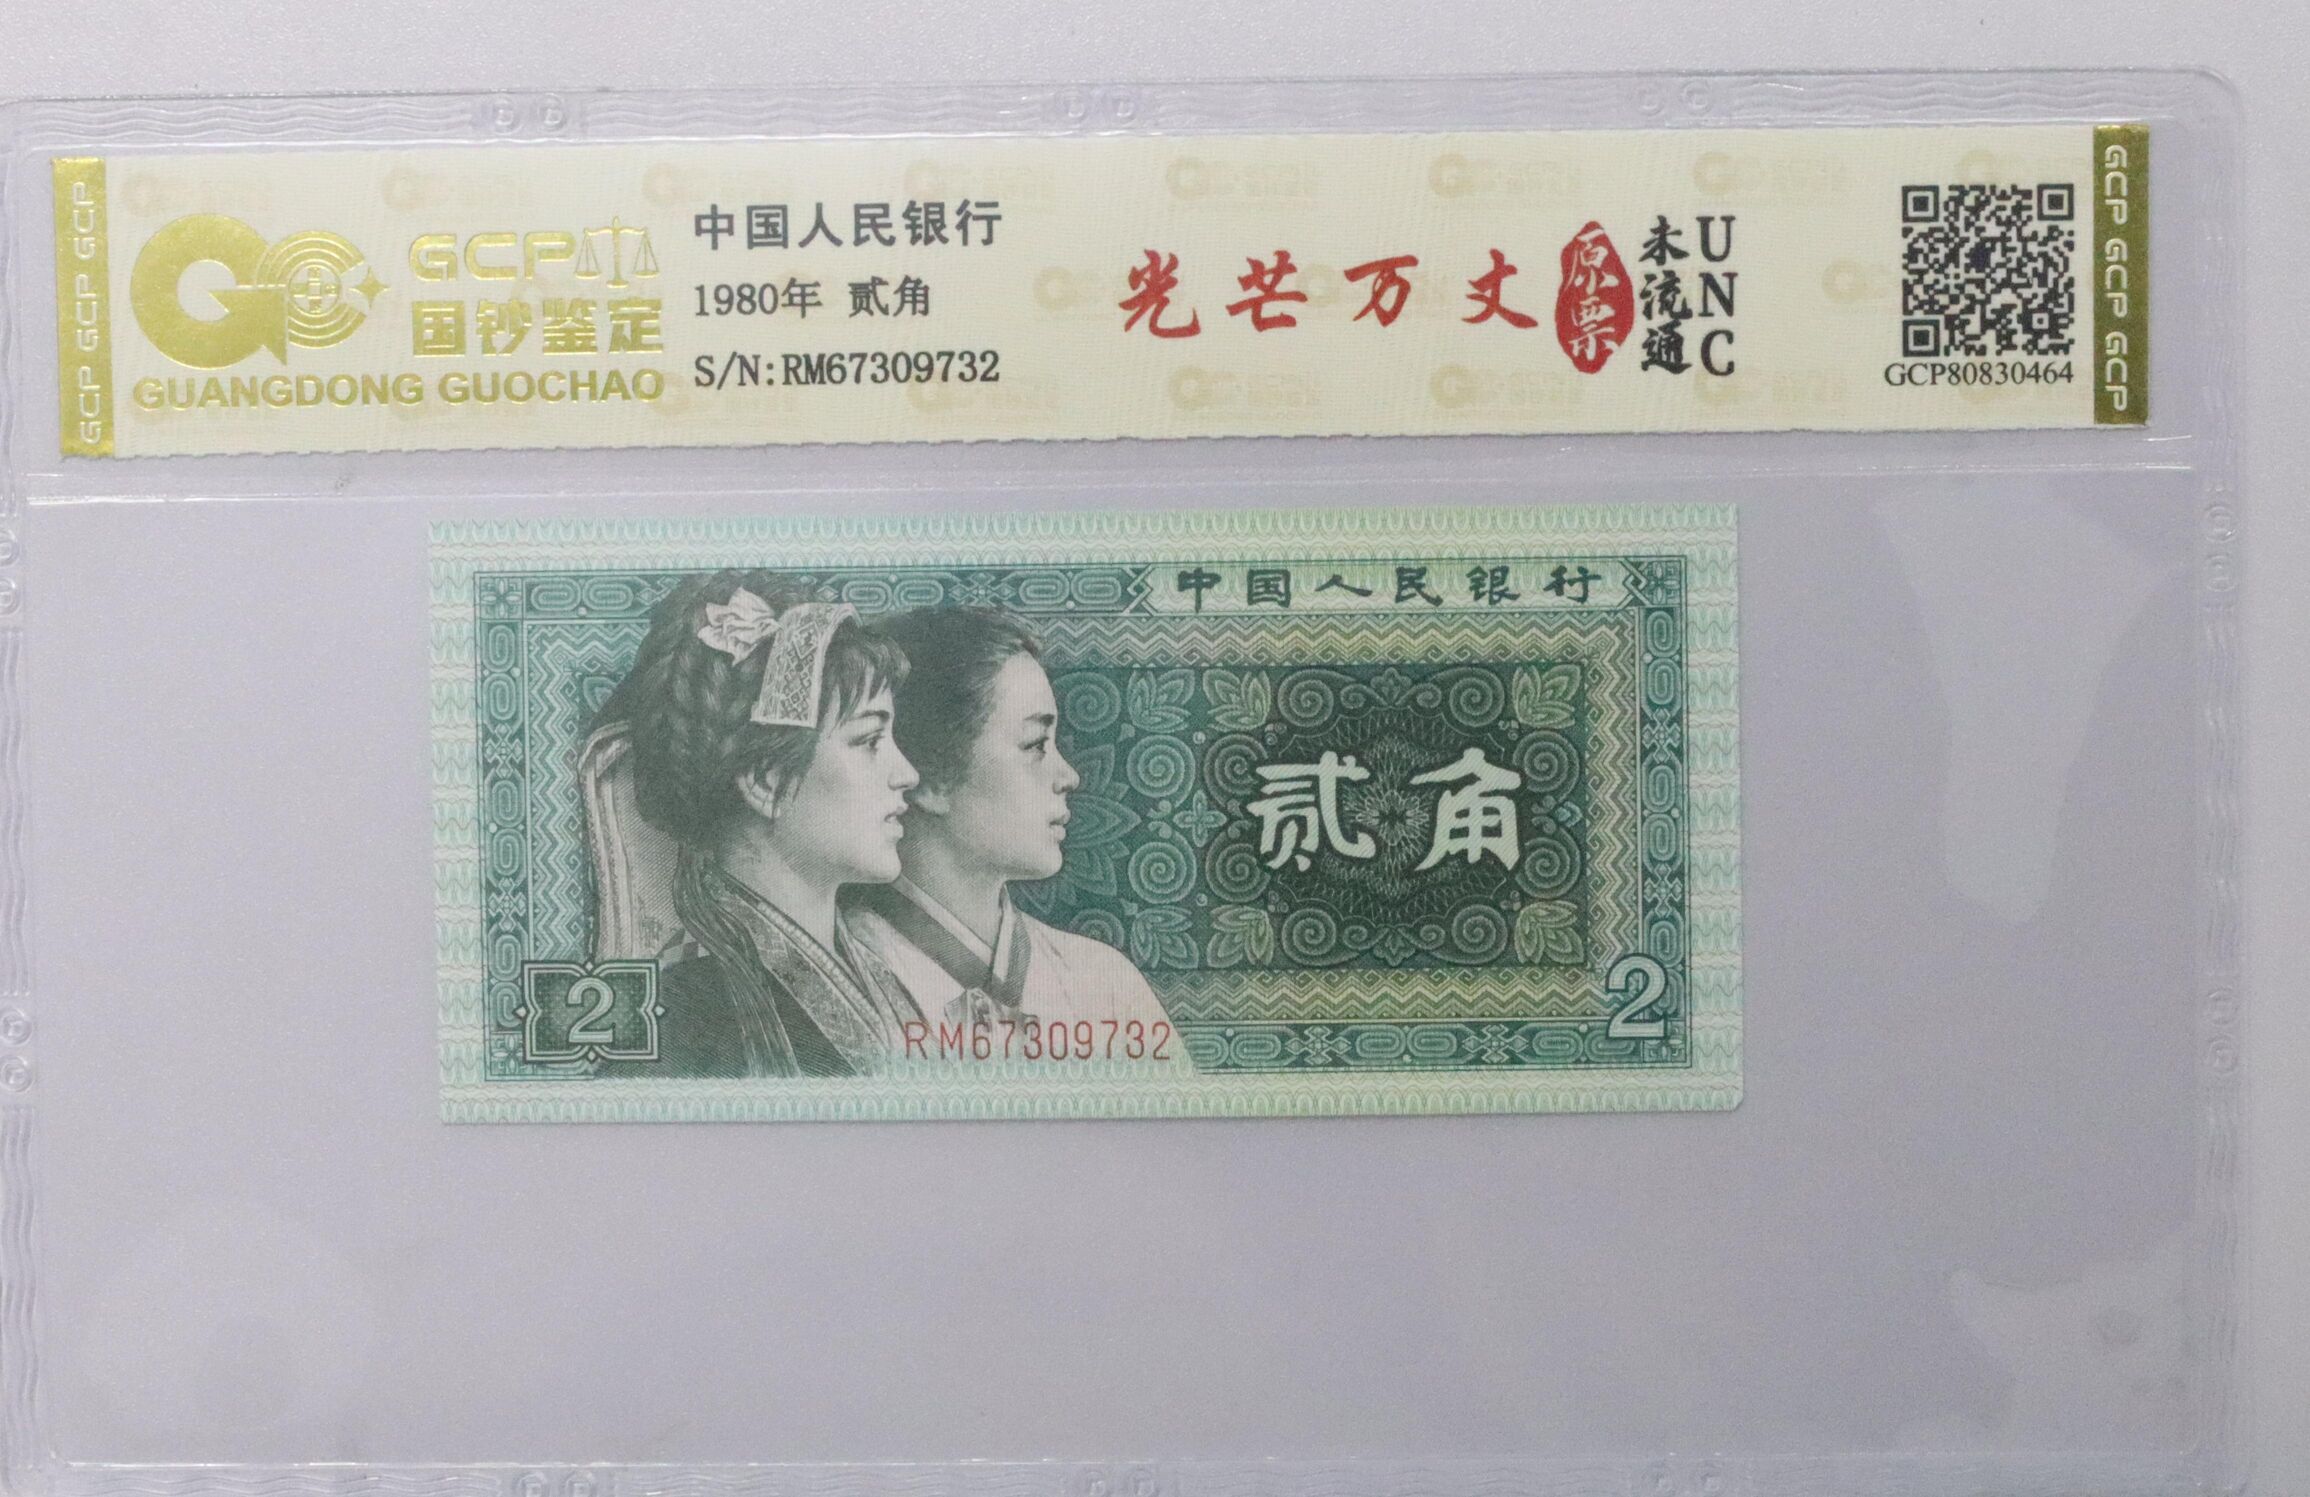 GCP GCP GCP
GCP
国钞鉴定
GUANGDONG GUOCHAO
中国人民银行
1980年 贰角
S/N:RM67309732
光芒万丈
原票
未流通
UNC
GCP80830464
GCP GCP GCP
中国人民银行
贰角
2
2
RM67309732